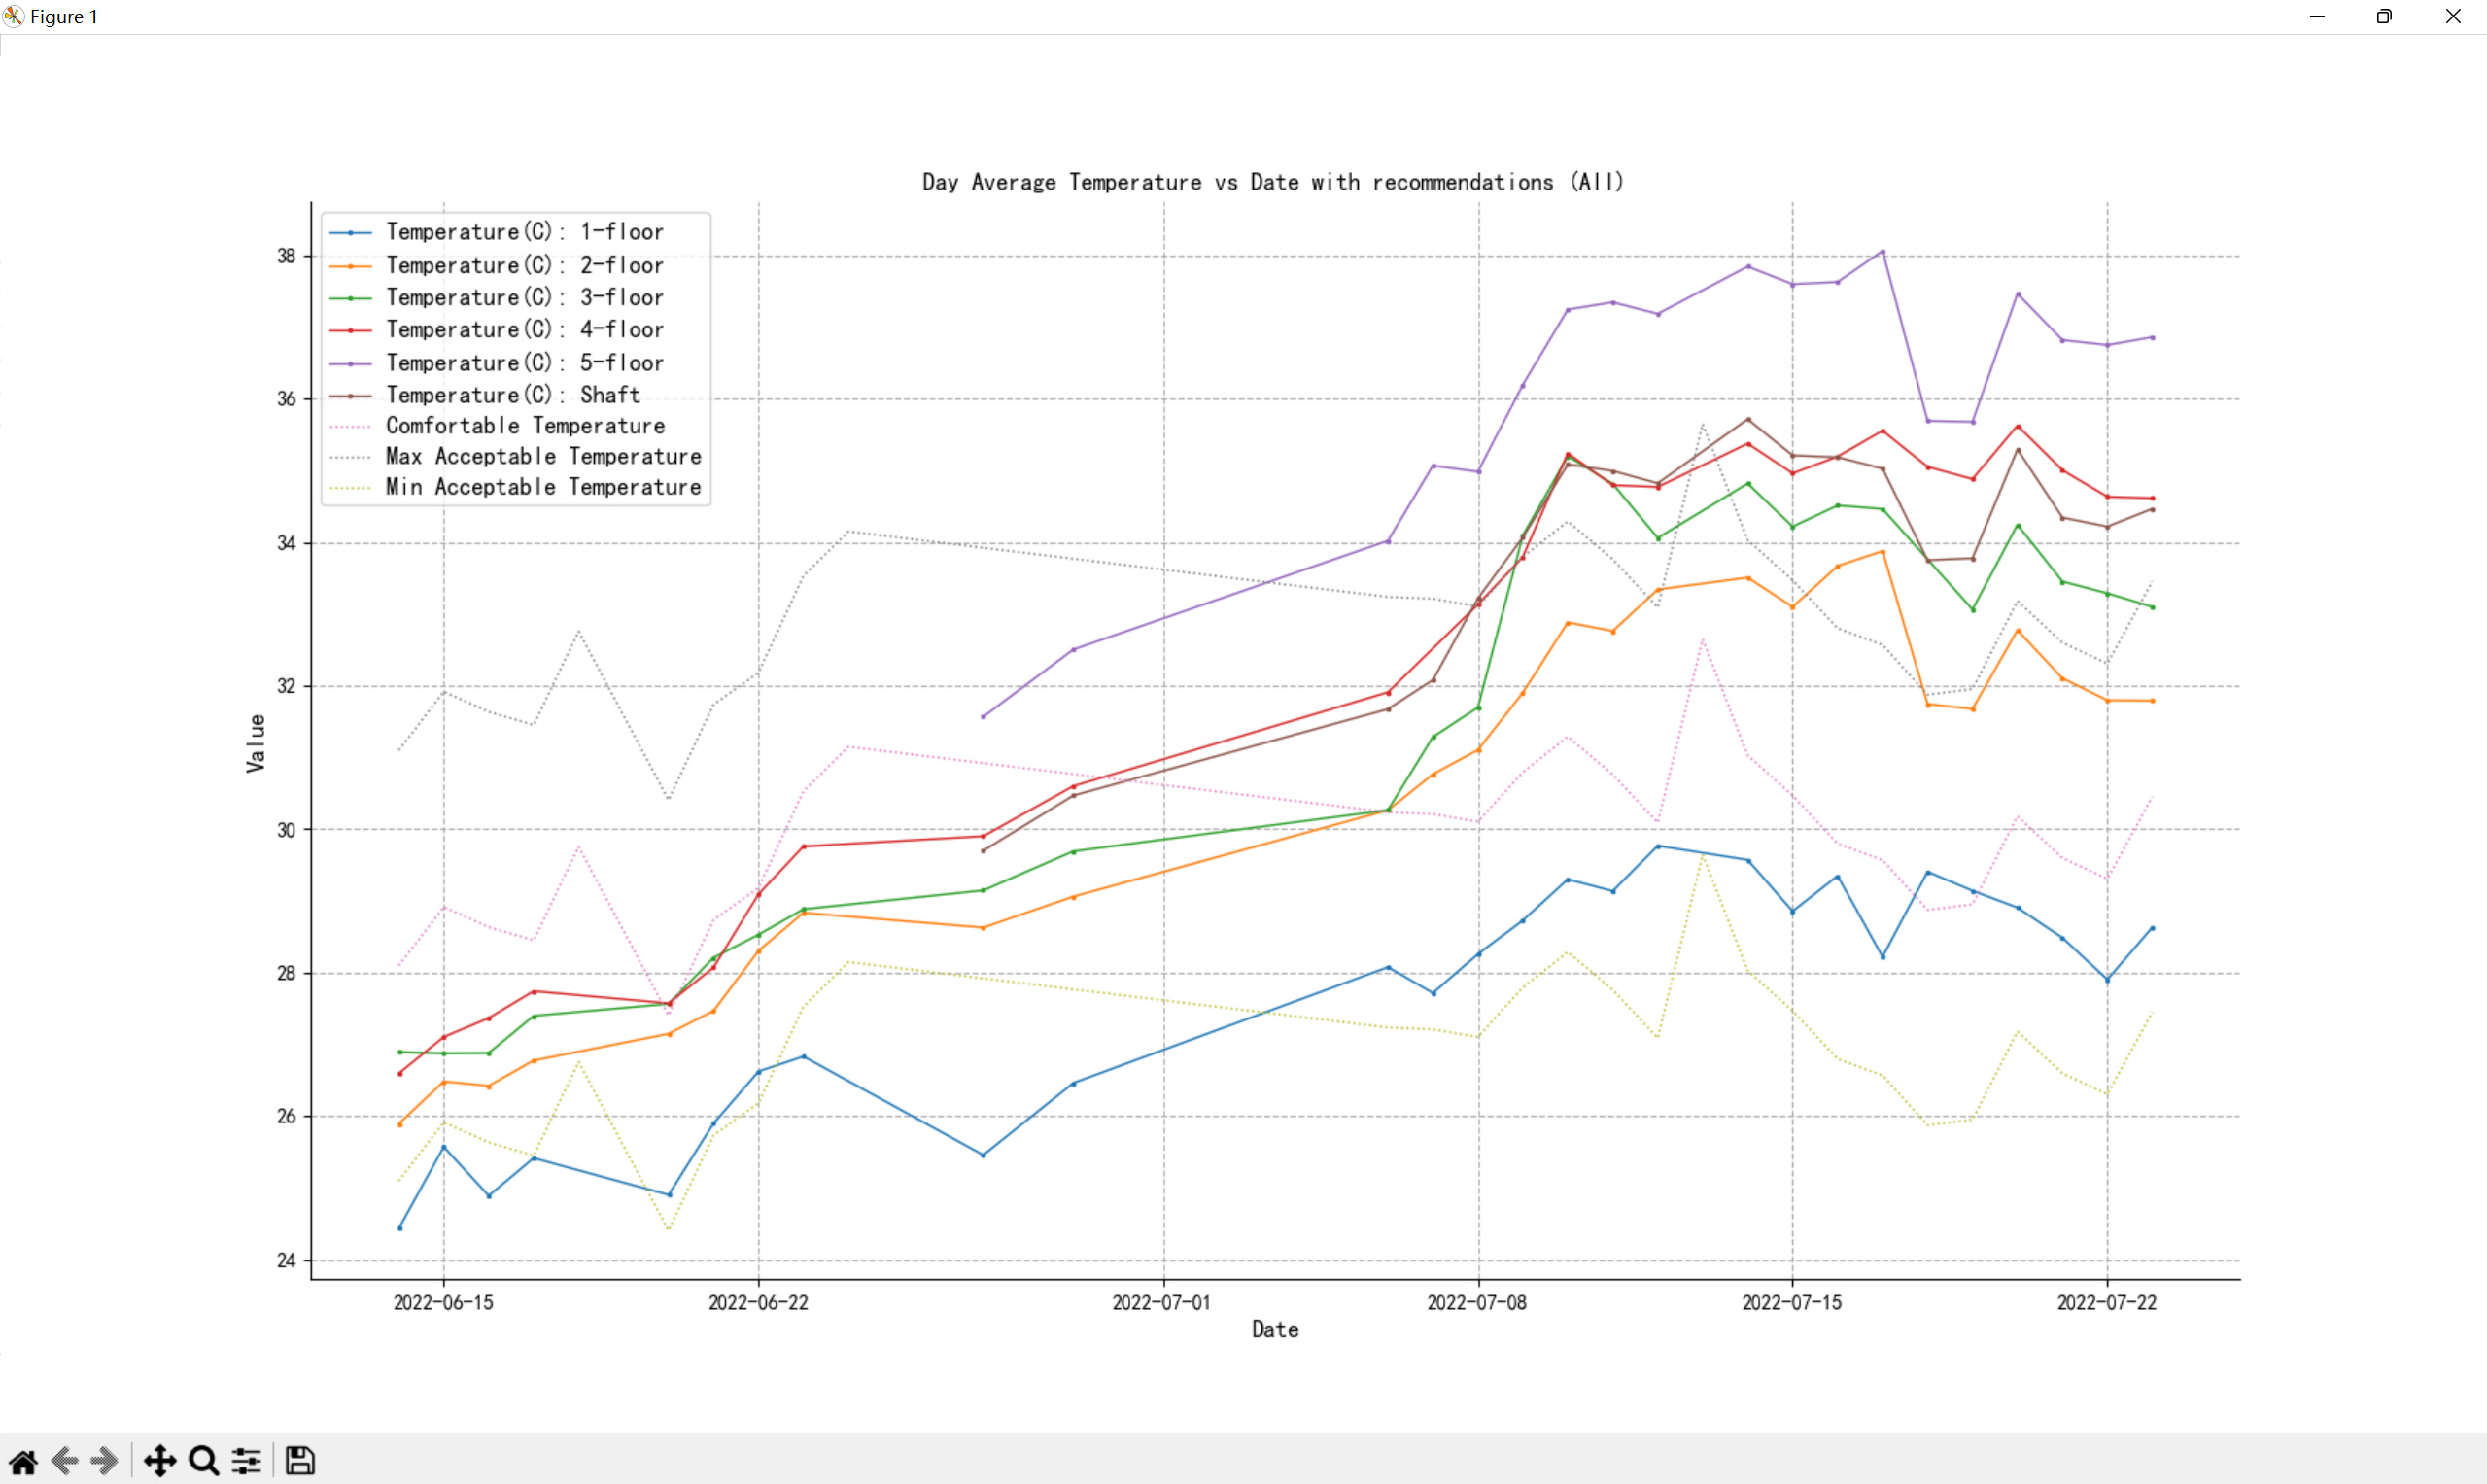 Figure 1
Day Average Temperature vs Date with recommendations (All)
Temperature(C): 1-floor
Temperature(C): 2-floor
Temperature(C): 3-floor
Temperature(C): 4-floor
Temperature(C): 5-floor
Temperature(C): Shaft
Comfortable Temperature
Max Acceptable Temperature
Min Acceptable Temperature
38
36
34
32
30
28
26
24
Value
2022-06-15 2022-06-22 2022-07-01 2022-07-08 2022-07-15 2022-07-22
Date